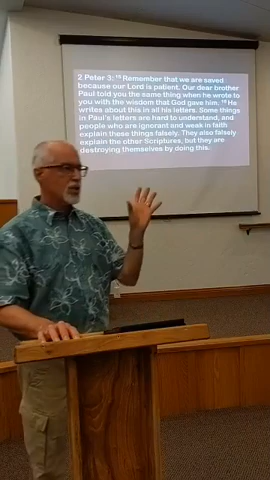 2 Peter 3: ¹⁵ Remember that we are saved
because our Lord is patient. Our dear brother
Paul told you the same thing when he wrote to
you with the wisdom that God gave him. ¹⁶ He
writes about this in all his letters. Some things
in Paul's letters are hard to understand, and
people who are ignorant and weak in faith
explain these things falsely. They also falsely
explain the other Scriptures, but they are
destroying themselves by doing this.